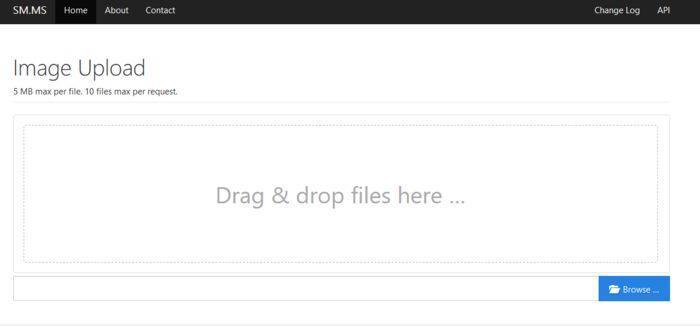 SM.MS Home About Contact Change Log API
Image Upload
5 MB max per file. 10 files max per request.
Drag & drop files here ...
Browse ...